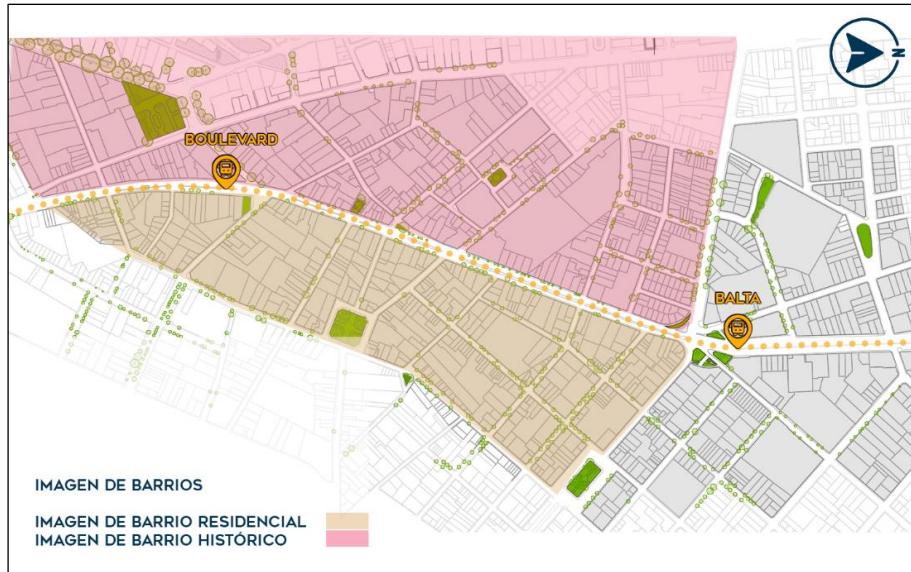 N
BOULEVARD
BALTA
IMAGEN DE BARRIOS
IMAGEN DE BARRIO RESIDENCIAL
IMAGEN DE BARRIO HISTÓRICO